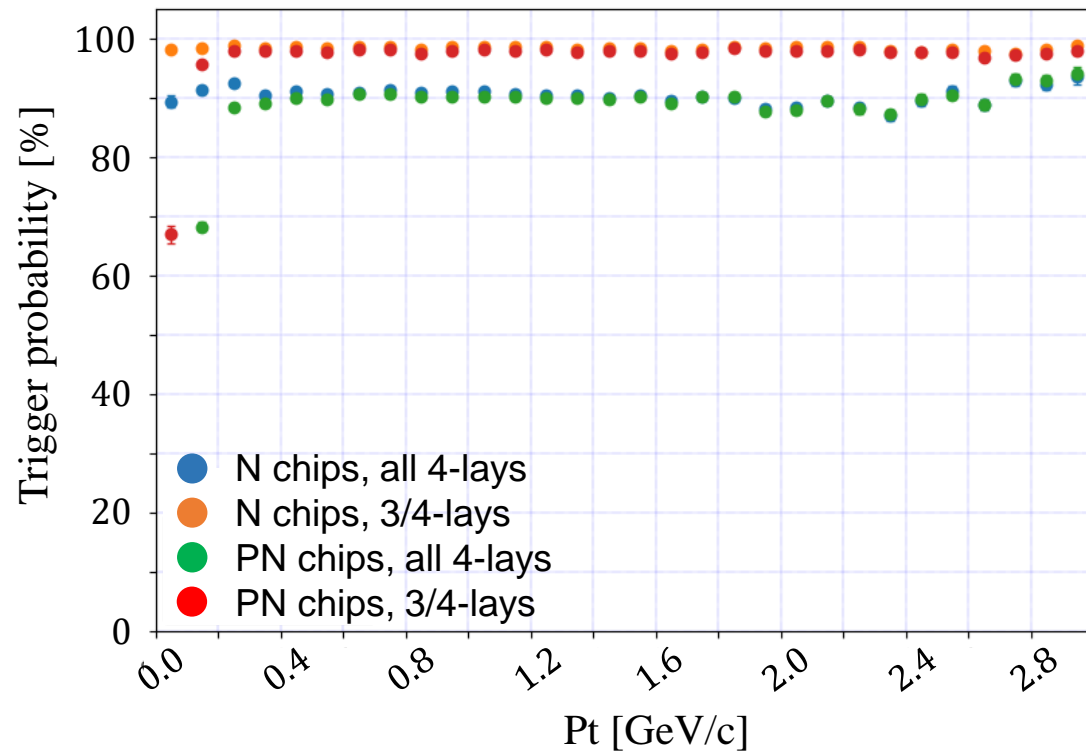 Trigger probability [%]
100
80
60
40
20
0
N chips, all 4-lays
N chips, 3/4-lays
PN chips, all 4-lays
PN chips, 3/4-lays
0.0 0.4 0.8 1.2 1.6 2.0 2.4 2.8
Pt [GeV/c]